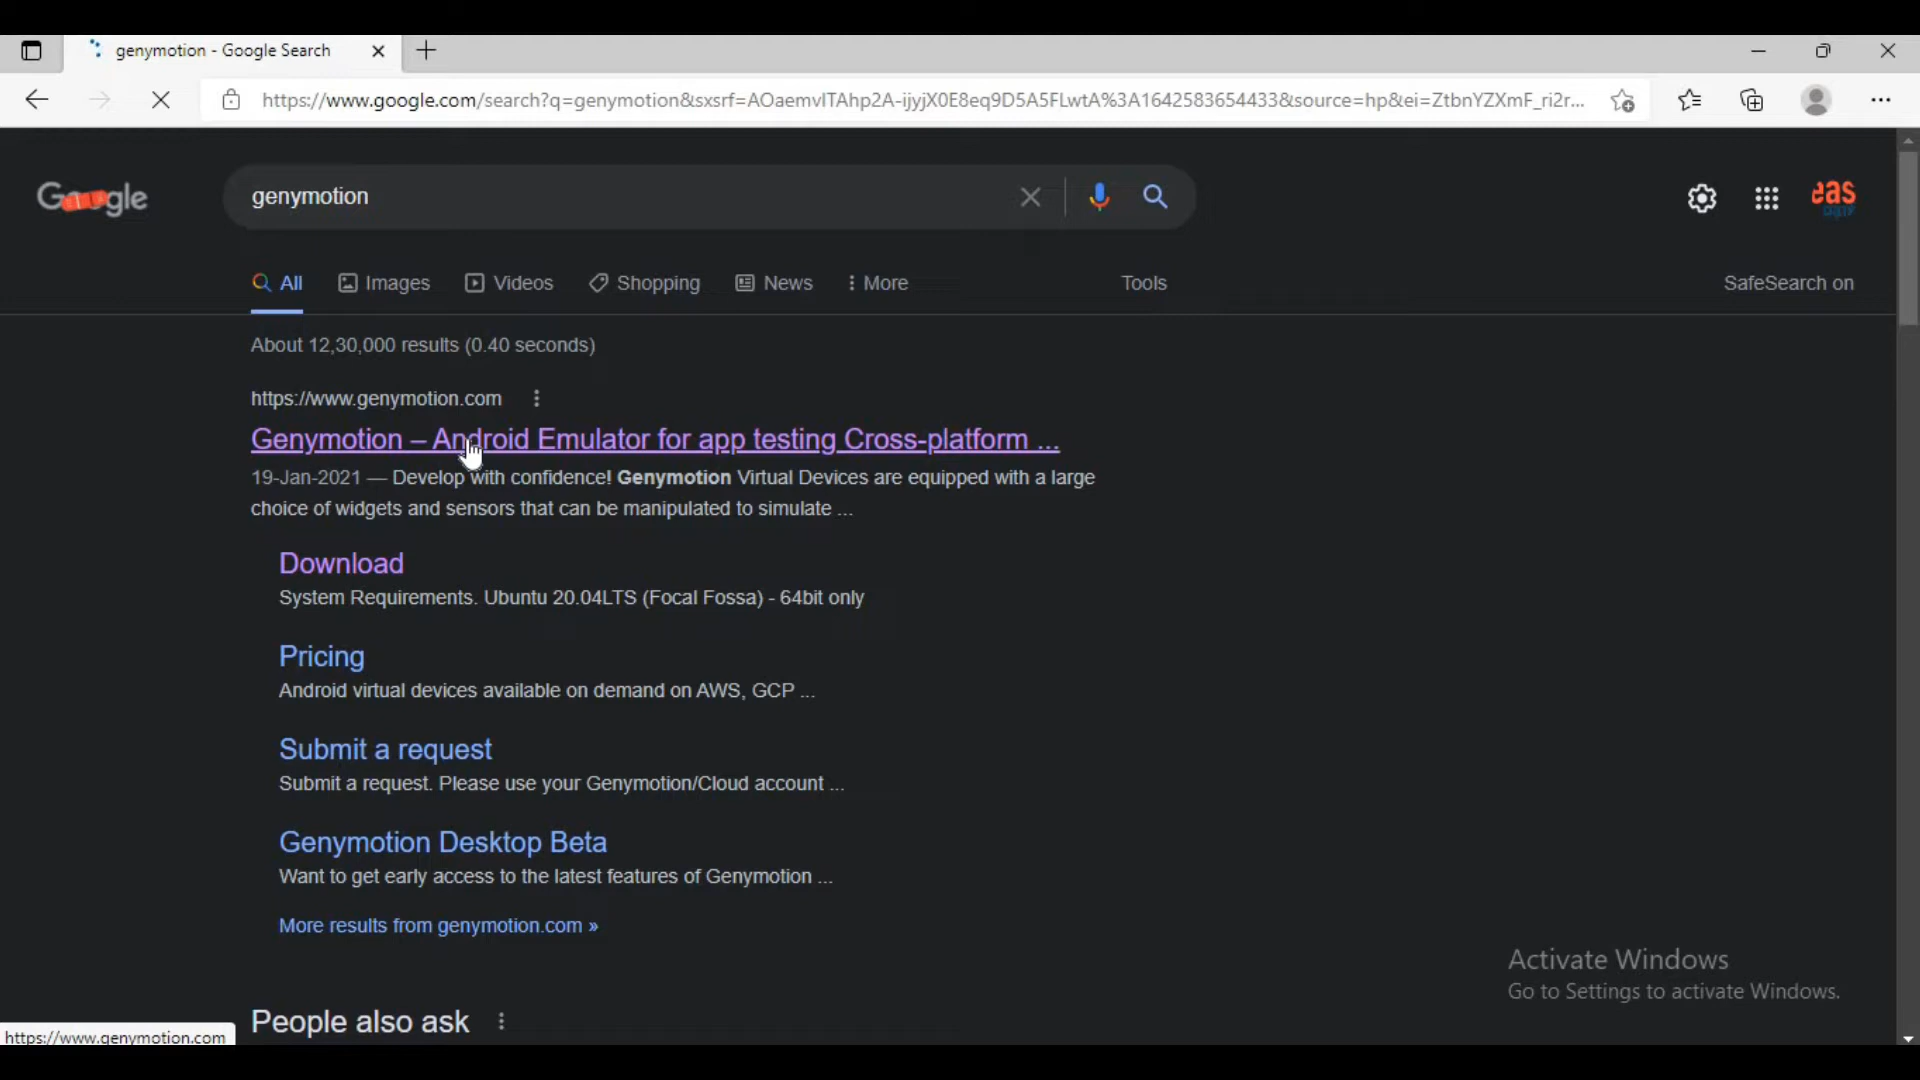 genymotion - Google Search
https://www.google.com/search?q=genymotion&sxsrf=AOaemvITAhp2A-ijyjX0E8eq9D5A5FLwtA%3A1642583654433&source=hp&ei=ZtbnYZXmF_ri2r...
Google
genymotion
eas
All Images Videos Shopping News More Tools SafeSearch on
About 12,30,000 results (0.40 seconds)
https://www.genymotion.com
Genymotion – Android Emulator for app testing Cross-platform ...
19-Jan-2021 — Develop with confidence! Genymotion Virtual Devices are equipped with a large
choice of widgets and sensors that can be manipulated to simulate ...
Download
System Requirements. Ubuntu 20.04LTS (Focal Fossa) - 64bit only
Pricing
Android virtual devices available on demand on AWS, GCP ...
Submit a request
Submit a request. Please use your Genymotion/Cloud account ...
Genymotion Desktop Beta
Want to get early access to the latest features of Genymotion ...
More results from genymotion.com »
Activate Windows
Go to Settings to activate Windows.
People also ask
https://www.genymotion.com